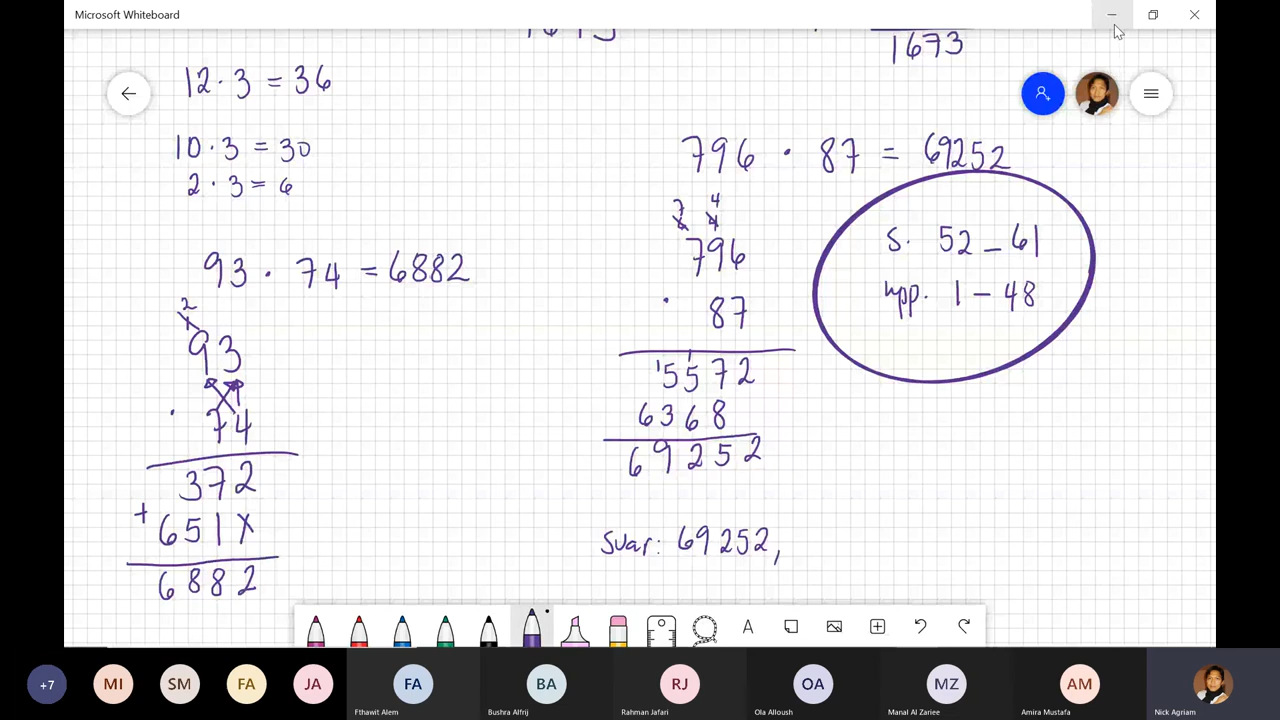 Microsoft Whiteboard
1673
12 · 3 = 36
10 · 3 = 30
2 · 3 = 6
93 · 74 = 6882
2
93
· 74
372
+ 651x
6882
796 · 87 = 69252
7 4
796
· 87
5572
6368
69252
Svar: 69252,
s. 52 – 61
upp. 1 – 48
A
+7
MI
SM
FA
JA
FA
Fthawit Alem
BA
Bushra Alfrij
RJ
Rahman Jafari
OA
Ola Alloush
MZ
Manal Al Zariee
AM
Amira Mustafa
Nick Agriam